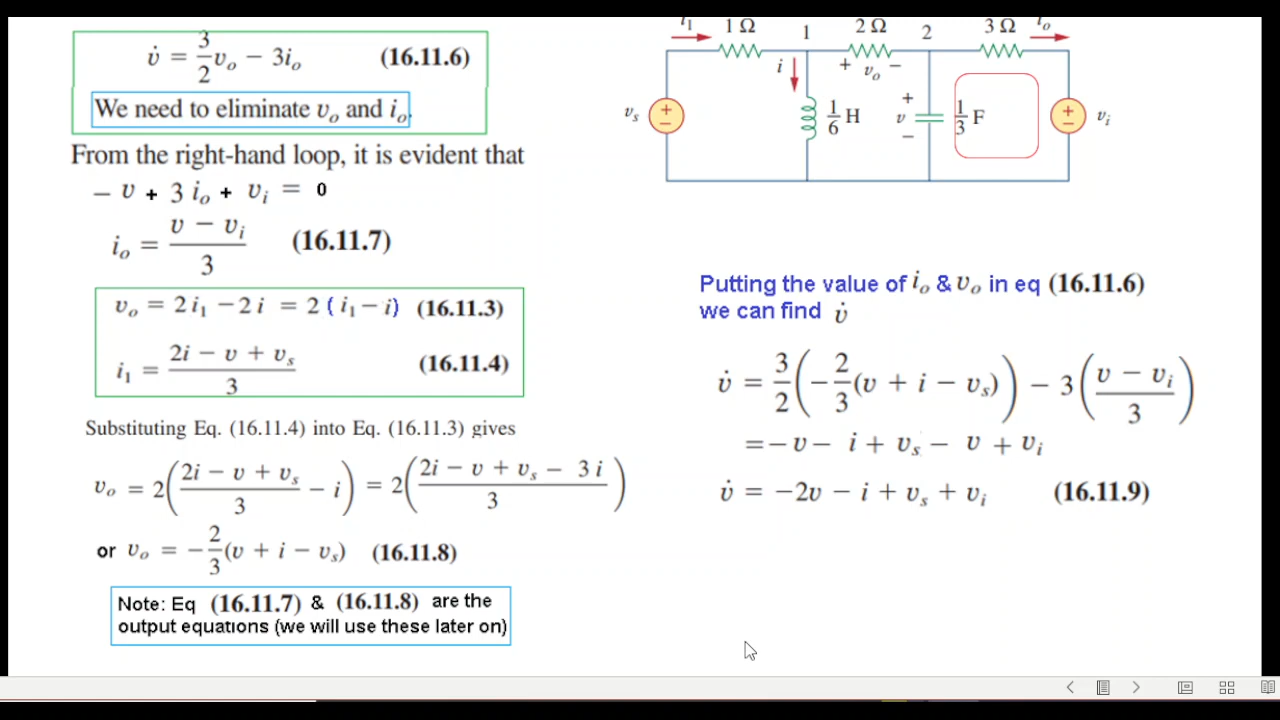 v̇ = 3/2 v_o − 3i_o (16.11.6)
We need to eliminate v_o and i_o.
From the right-hand loop, it is evident that
− v + 3 i_o + v_i = 0
i_o = (v − v_i)/3 (16.11.7)
v_o = 2i_1 − 2i = 2 ( i_1 − i) (16.11.3)
i_1 = (2i − v + v_s)/3 (16.11.4)
Substituting Eq. (16.11.4) into Eq. (16.11.3) gives
v_o = 2((2i − v + v_s)/3 − i) = 2((2i − v + v_s − 3i)/3)
or v_o = −2/3(v + i − v_s) (16.11.8)
Note: Eq (16.11.7) & (16.11.8) are the
output equations (we will use these later on)
i_1 1 Ω 1 2 Ω 2 3 Ω i_o
i + v_o −
v_s + − 1/6 H + v − 1/3 F + − v_i
Putting the value of i_o & v_o in eq (16.11.6)
we can find v̇
v̇ = 3/2(−2/3(v + i − v_s)) − 3((v − v_i)/3)
= − v − i + v_s − v + v_i
v̇ = −2v − i + v_s + v_i (16.11.9)